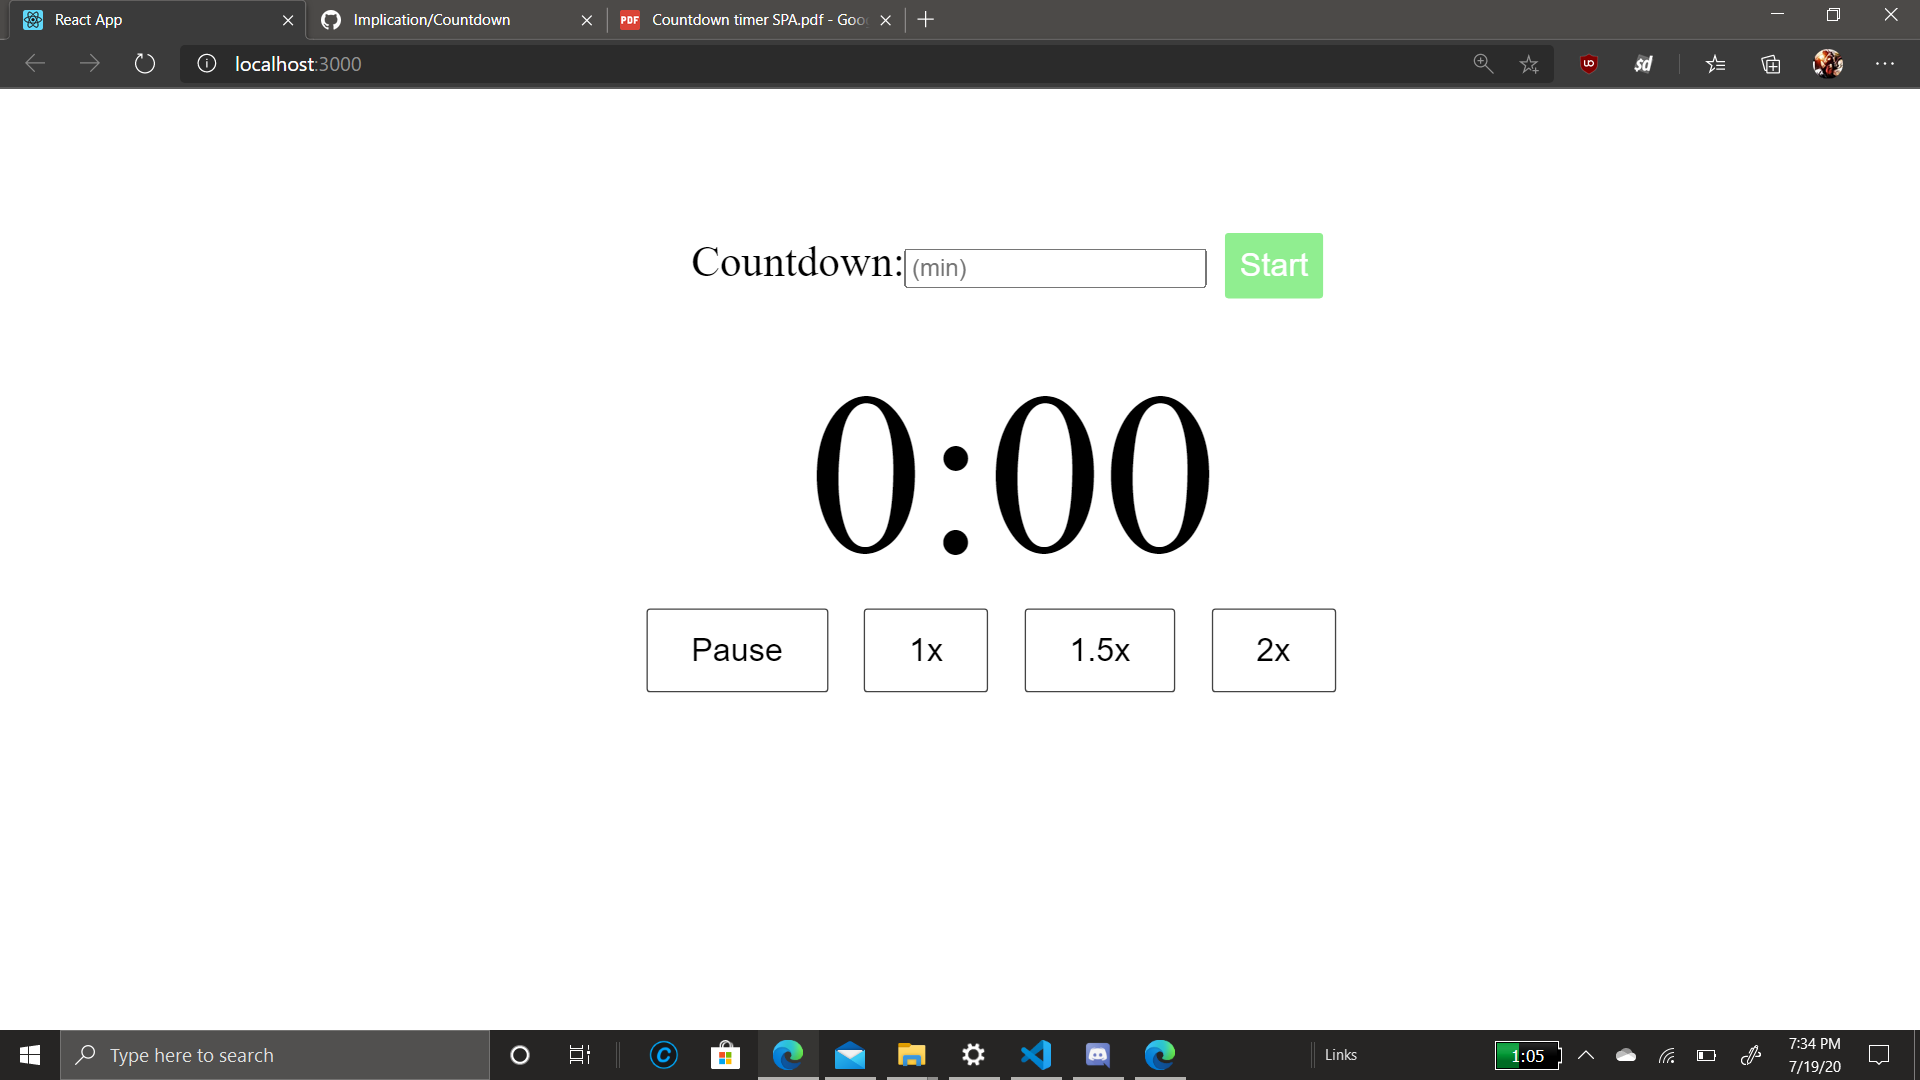 React App
Implication/Countdown
PDF Countdown timer SPA.pdf - Goo
localhost:3000
Countdown: (min) Start
0:00
Pause 1x 1.5x 2x
Type here to search
Links
1:05
7:34 PM
7/19/20